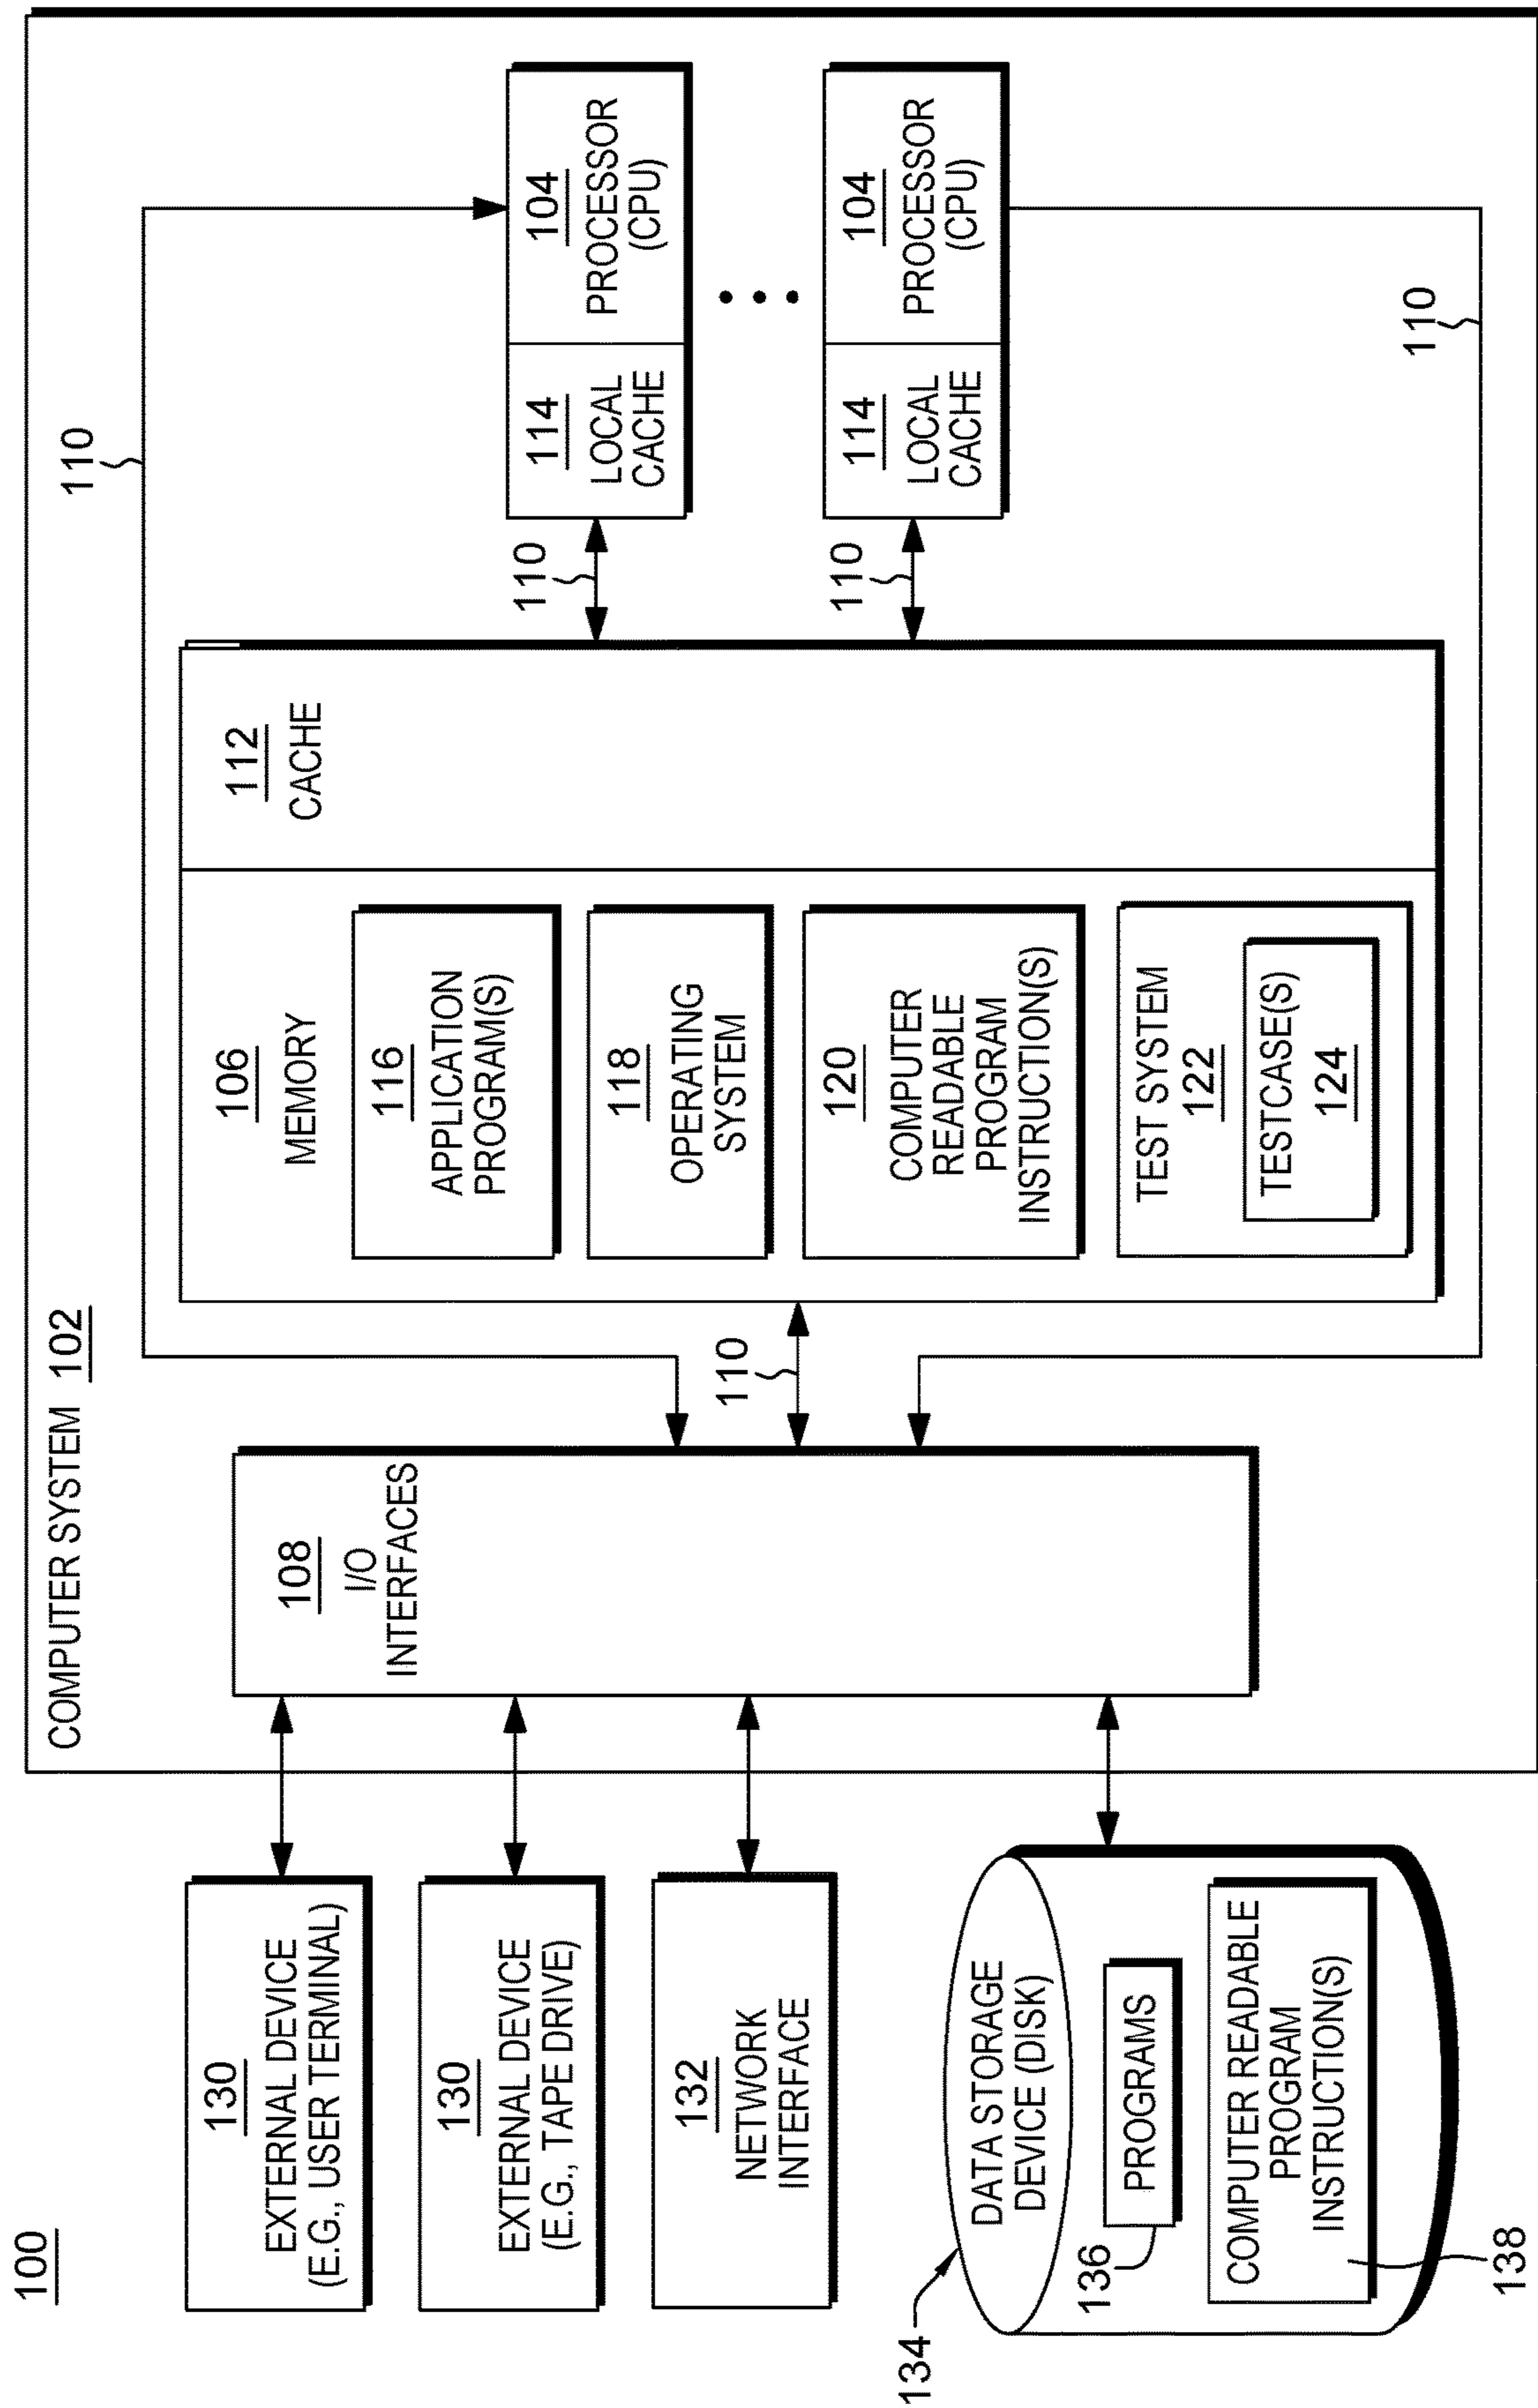 100
130
EXTERNAL DEVICE
(E.G., USER TERMINAL)
130
EXTERNAL DEVICE
(E.G., TAPE DRIVE)
132
NETWORK
INTERFACE
134
DATA STORAGE
DEVICE (DISK)
136
PROGRAMS
COMPUTER READABLE
PROGRAM
INSTRUCTION(S)
138
COMPUTER SYSTEM 102
108
I/O
INTERFACES
110
110
106
MEMORY
116
APPLICATION
PROGRAM(S)
118
OPERATING
SYSTEM
120
COMPUTER
READABLE
PROGRAM
INSTRUCTION(S)
TEST SYSTEM
122
TESTCASE(S)
124
112
CACHE
110
110
114
LOCAL
CACHE
104
PROCESSOR
(CPU)
114
LOCAL
CACHE
104
PROCESSOR
(CPU)
110